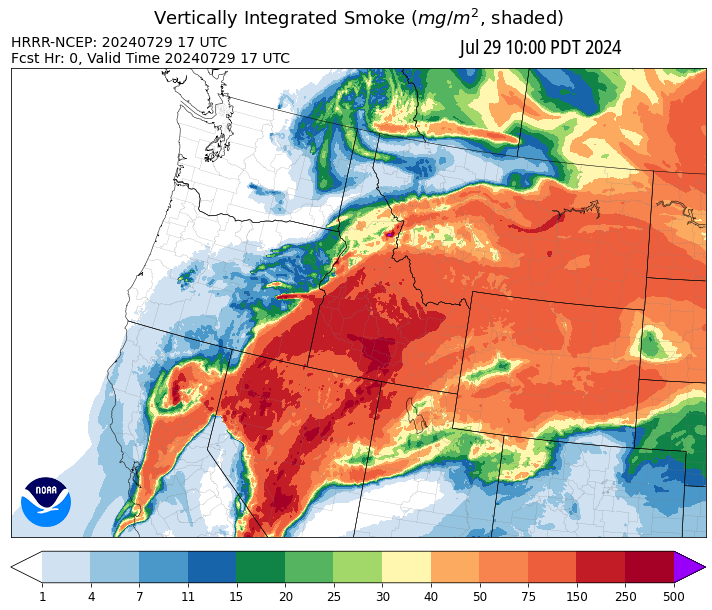 Vertically Integrated Smoke (mg/m², shaded)
HRRR-NCEP: 20240729 17 UTC
Jul 29 10:00 PDT 2024
Fcst Hr: 0, Valid Time 20240729 17 UTC
NOAA
1 4 7 11 15 20 25 30 40 50 75 150 250 500